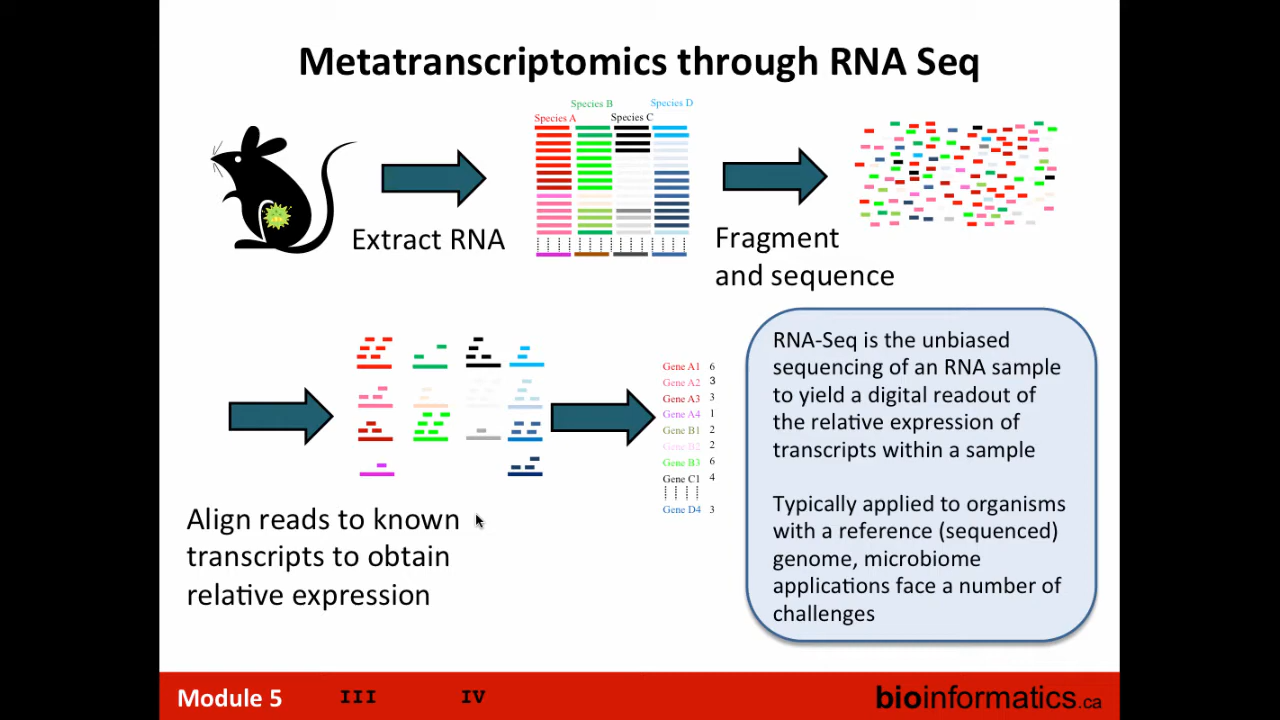 Metatranscriptomics through RNA Seq
Species B
Species D
Species A
Species C
Extract RNA
Fragment
and sequence
Align reads to known
transcripts to obtain
relative expression
Gene A1 6
Gene A2 3
Gene A3 3
Gene A4 1
Gene B1 2
Gene B2 2
Gene B3 6
Gene C1 4
Gene D4 3
RNA-Seq is the unbiased
sequencing of an RNA sample
to yield a digital readout of
the relative expression of
transcripts within a sample
Typically applied to organisms
with a reference (sequenced)
genome, microbiome
applications face a number of
challenges
Module 5
III
IV
bioinformatics.ca